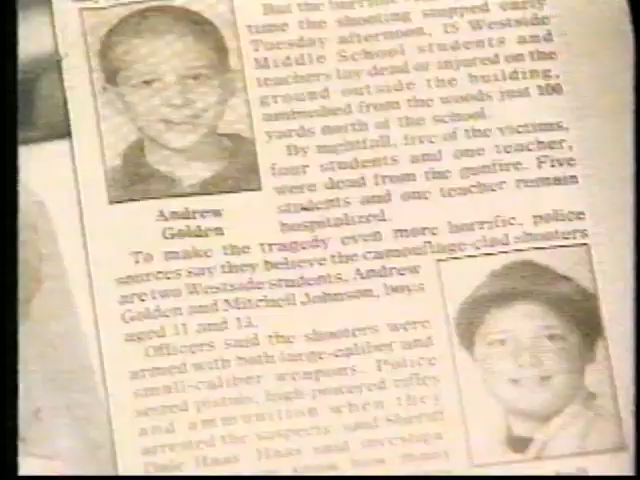 But the
time the shooting stopped early
Tuesday afternoon, 15 Westside
Middle School students and
teachers lay dead or injured on the
ground outside the building,
ambushed from the woods just 100
yards north of the school.
By nightfall, five of the victims,
four students and one teacher,
were dead from the gunfire. Five
students and one teacher remain
hospitalized.
Andrew
Golden
To make the tragedy even more horrific, police
sources say they believe the camouflage-clad shooters
are two Westside students, Andrew
Golden and Mitchell Johnson, boys
aged 11 and 13.
Officers said the shooters were
armed with both large-caliber and
small-caliber weapons. Police
seized pistols, high-powered rifles
and ammunition when they
arrested the suspects, said Sheriff
Dale Haas. Haas said
how many